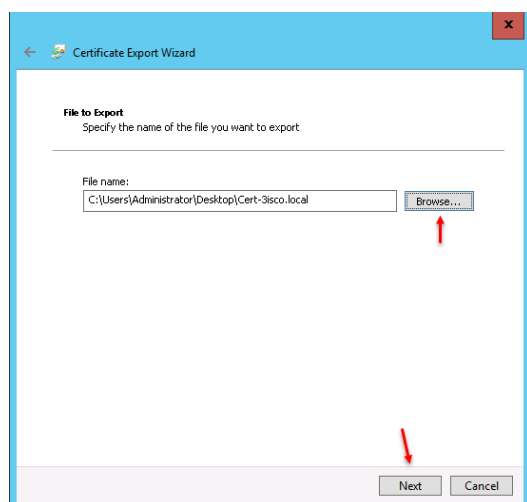 x
Certificate Export Wizard
File to Export
Specify the name of the file you want to export
File name:
C:\Users\Administrator\Desktop\Cert-3isco.local
Browse...
Next Cancel